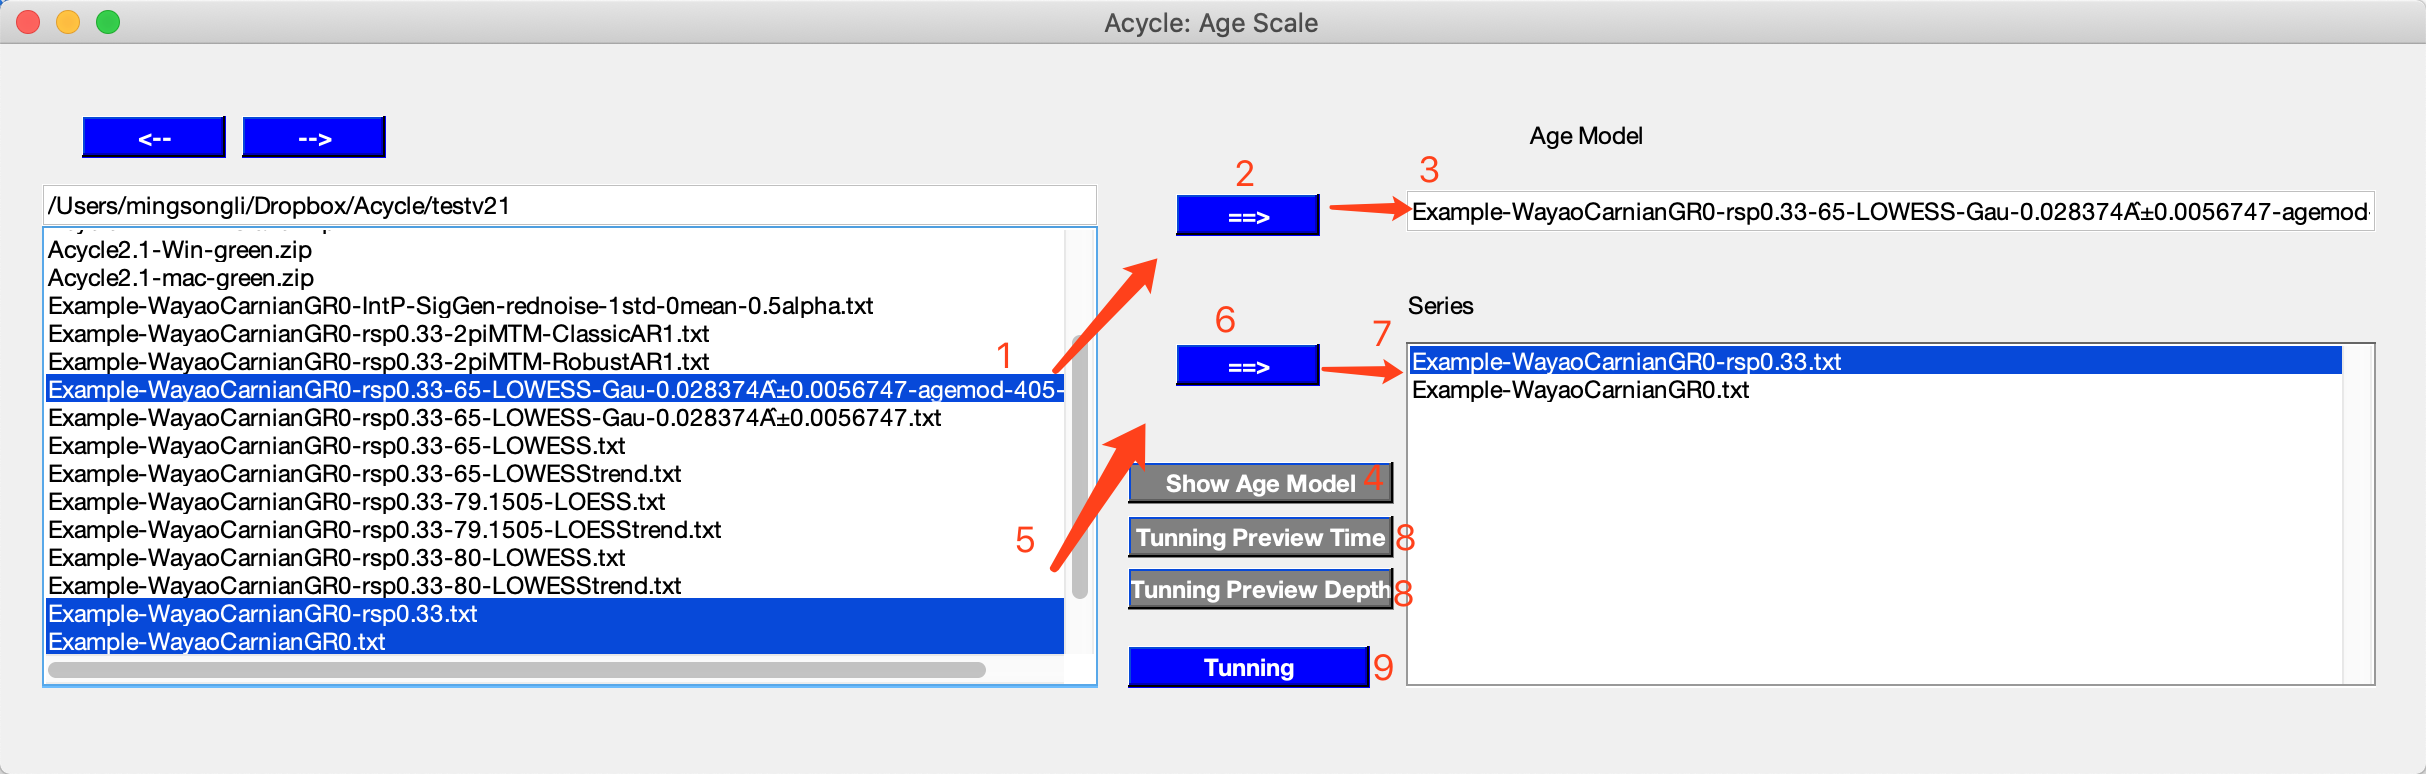 Acycle: Age Scale
<-- -->
Age Model
/Users/mingsongli/Dropbox/Acycle/testv21
2
==>
3
Example-WayaoCarnianGR0-rsp0.33-65-LOWESS-Gau-0.028374Â±0.0056747-agemod-
Acycle2.1-Win-green.zip
Acycle2.1-mac-green.zip
Example-WayaoCarnianGR0-IntP-SigGen-rednoise-1std-0mean-0.5alpha.txt
Example-WayaoCarnianGR0-rsp0.33-2piMTM-ClassicAR1.txt
Example-WayaoCarnianGR0-rsp0.33-2piMTM-RobustAR1.txt
Example-WayaoCarnianGR0-rsp0.33-65-LOWESS-Gau-0.028374Â±0.0056747-agemod-405-
Example-WayaoCarnianGR0-rsp0.33-65-LOWESS-Gau-0.028374Â±0.0056747.txt
Example-WayaoCarnianGR0-rsp0.33-65-LOWESS.txt
Example-WayaoCarnianGR0-rsp0.33-65-LOWESStrend.txt
Example-WayaoCarnianGR0-rsp0.33-79.1505-LOESS.txt
Example-WayaoCarnianGR0-rsp0.33-79.1505-LOESStrend.txt
Example-WayaoCarnianGR0-rsp0.33-80-LOWESS.txt
Example-WayaoCarnianGR0-rsp0.33-80-LOWESStrend.txt
Example-WayaoCarnianGR0-rsp0.33.txt
Example-WayaoCarnianGR0.txt
1
5
6
==>
7
Series
Example-WayaoCarnianGR0-rsp0.33.txt
Example-WayaoCarnianGR0.txt
Show Age Model 4
Tunning Preview Time 8
Tunning Preview Depth 8
Tunning 9